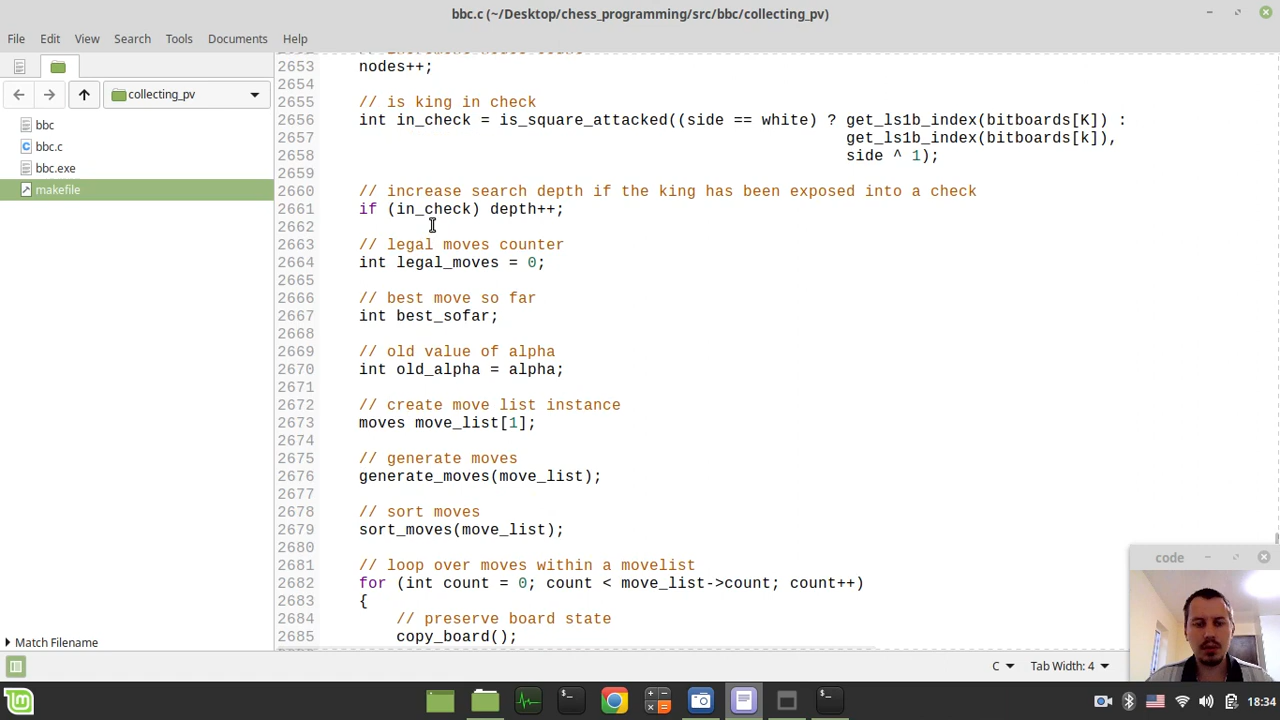 bbc.c (~/Desktop/chess_programming/src/bbc/collecting_pv)
File Edit View Search Tools Documents Help
collecting_pv
bbc
bbc.c
bbc.exe
makefile
Match Filename
2653 nodes++;
2654
2655 // is king in check
2656 int in_check = is_square_attacked((side == white) ? get_ls1b_index(bitboards[K]) :
2657 get_ls1b_index(bitboards[k]),
2658 side ^ 1);
2659
2660 // increase search depth if the king has been exposed into a check
2661 if (in_check) depth++;
2662
2663 // legal moves counter
2664 int legal_moves = 0;
2665
2666 // best move so far
2667 int best_sofar;
2668
2669 // old value of alpha
2670 int old_alpha = alpha;
2671
2672 // create move list instance
2673 moves move_list[1];
2674
2675 // generate moves
2676 generate_moves(move_list);
2677
2678 // sort moves
2679 sort_moves(move_list);
2680
2681 // loop over moves within a movelist
2682 for (int count = 0; count < move_list->count; count++)
2683 {
2684 // preserve board state
2685 copy_board();
code
C Tab Width: 4
18:34